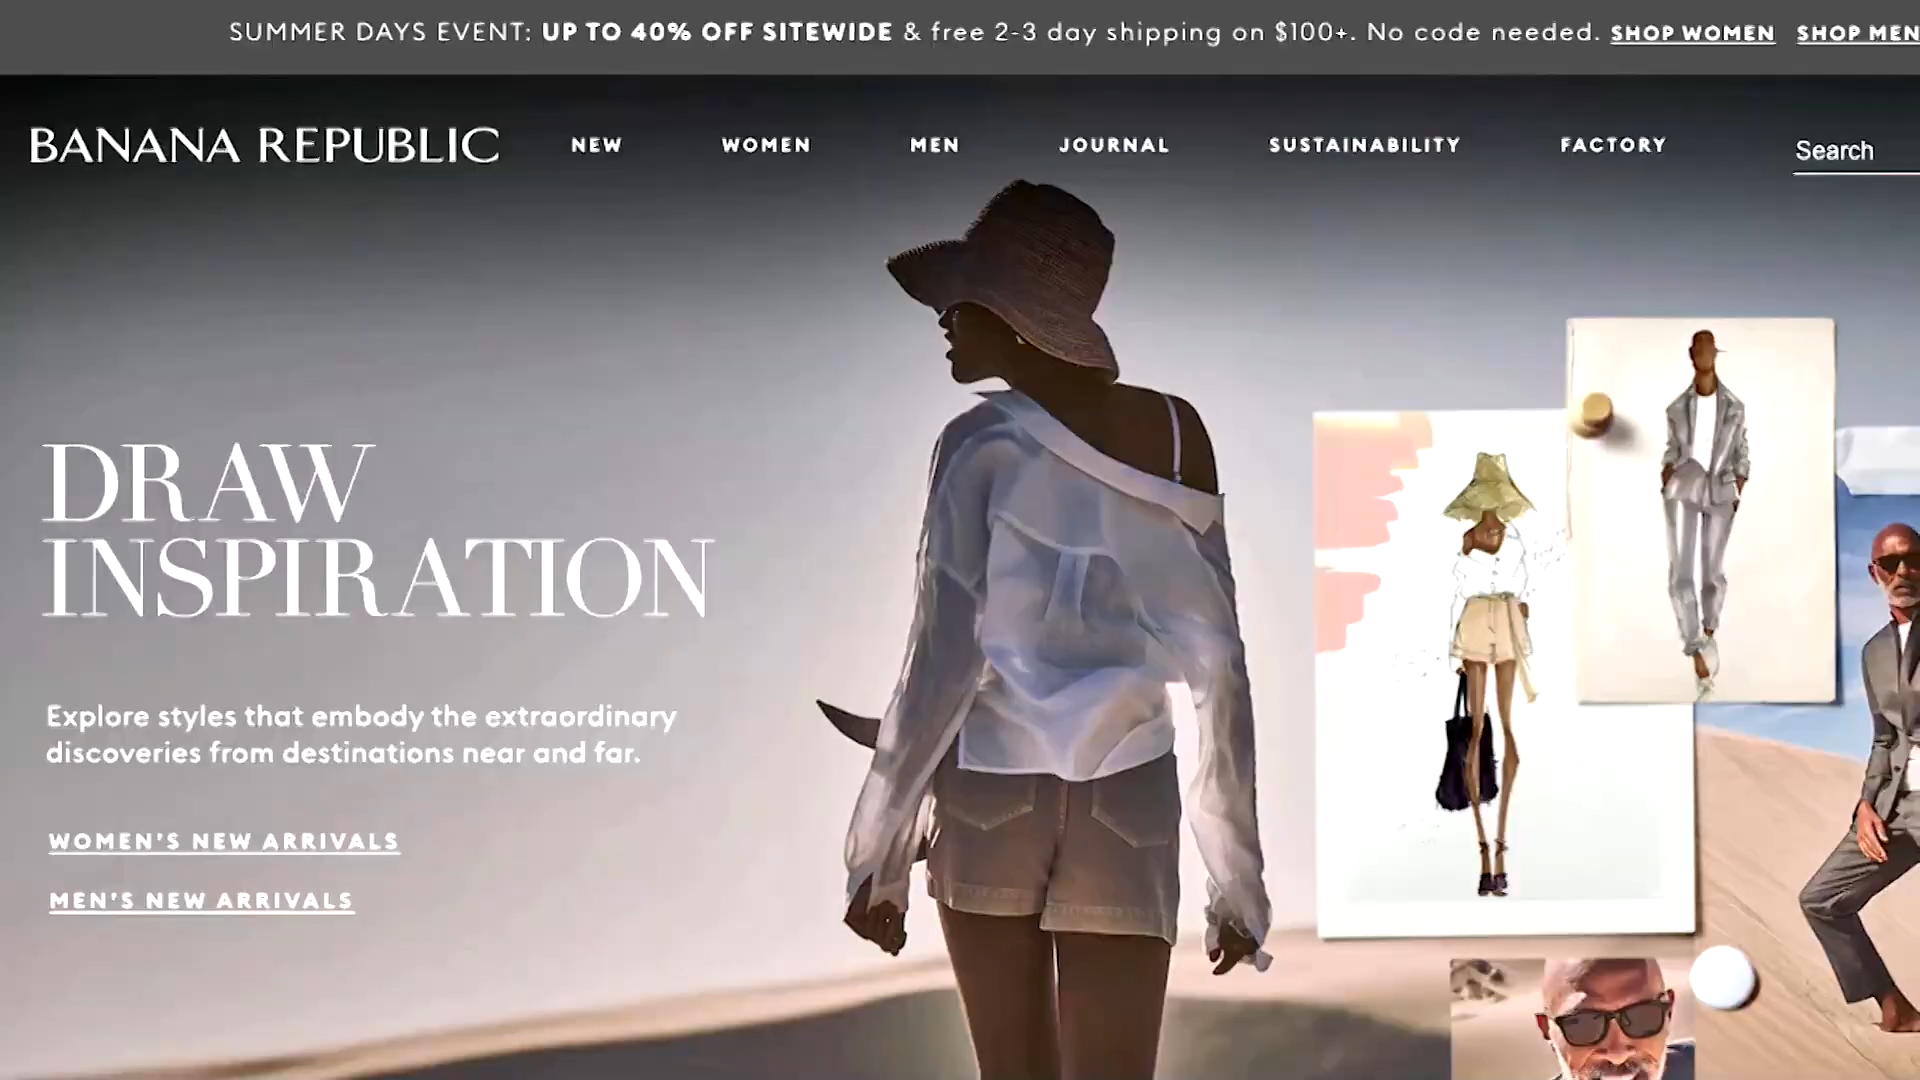 SUMMER DAYS EVENT: UP TO 40% OFF SITEWIDE & free 2-3 day shipping on $100+. No code needed. SHOP WOMEN SHOP MEN
BANANA REPUBLIC NEW WOMEN MEN JOURNAL SUSTAINABILITY FACTORY Search
DRAW
INSPIRATION
Explore styles that embody the extraordinary
discoveries from destinations near and far.
WOMEN'S NEW ARRIVALS
MEN'S NEW ARRIVALS